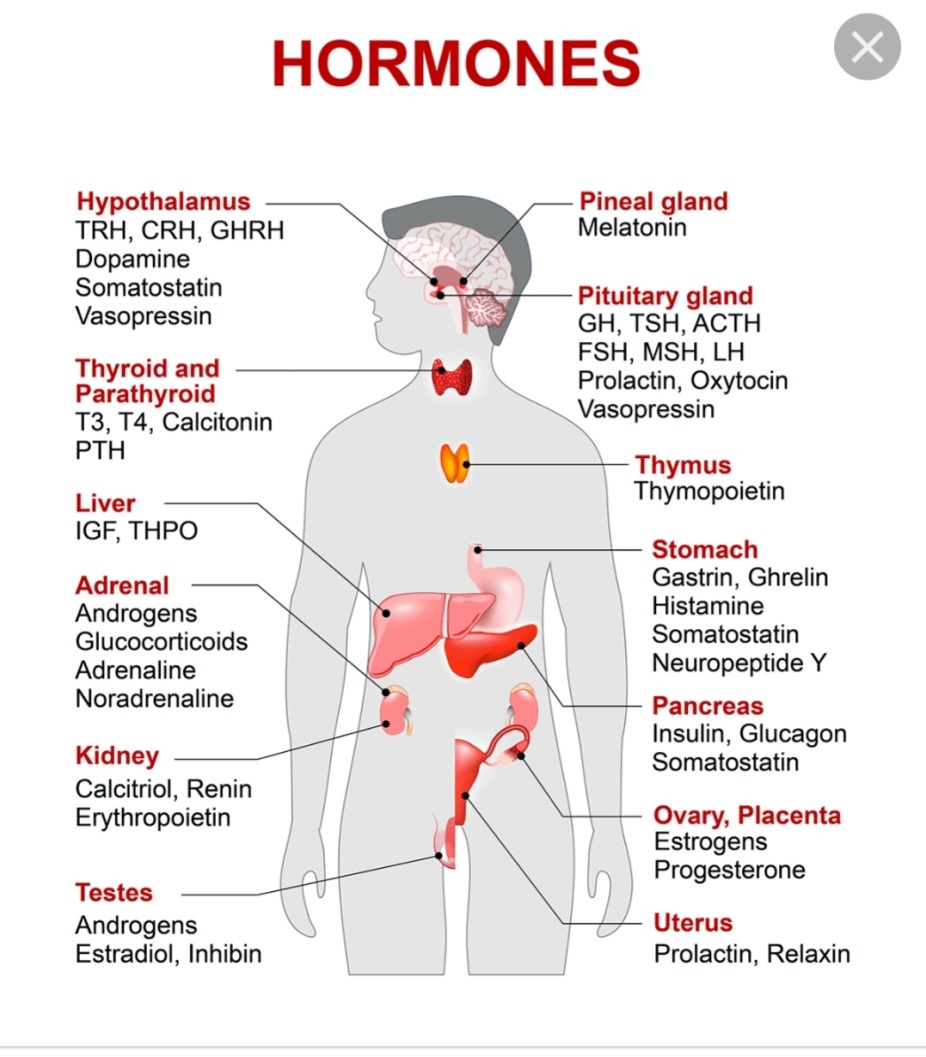 HORMONES
Hypothalamus
TRH, CRH, GHRH
Dopamine
Somatostatin
Vasopressin
Thyroid and
Parathyroid
T3, T4, Calcitonin
PTH
Liver
IGF, THPO
Adrenal
Androgens
Glucocorticoids
Adrenaline
Noradrenaline
Kidney
Calcitriol, Renin
Erythropoietin
Testes
Androgens
Estradiol, Inhibin
Pineal gland
Melatonin
Pituitary gland
GH, TSH, ACTH
FSH, MSH, LH
Prolactin, Oxytocin
Vasopressin
Thymus
Thymopoietin
Stomach
Gastrin, Ghrelin
Histamine
Somatostatin
Neuropeptide Y
Pancreas
Insulin, Glucagon
Somatostatin
Ovary, Placenta
Estrogens
Progesterone
Uterus
Prolactin, Relaxin